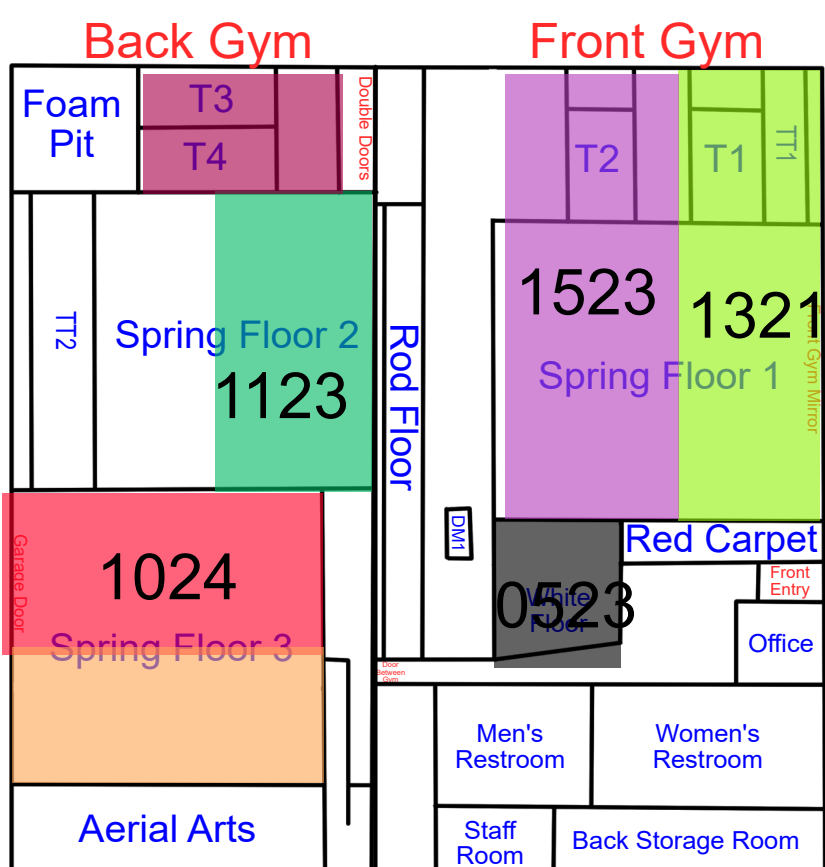 Back Gym
Front Gym
Foam
Pit
T3
T4
Double Doors
T2
T1
TT1
TT2
Spring Floor 2
1123
Rod Floor
1523
1321
Spring Floor 1
Front Gym Mirror
DM1
Red Carpet
Garage Door
1024
Spring Floor 3
White
Floor
0523
Front
Entry
Office
Door
Between
Gym
Men's
Restroom
Women's
Restroom
Aerial Arts
Staff
Room
Back Storage Room